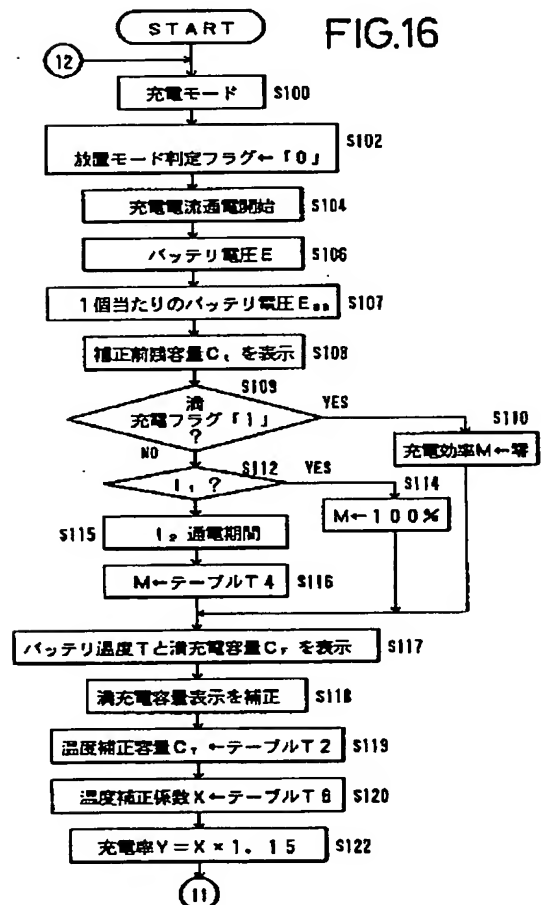 FIG.16
START
12
充電モード S100
放置モード判定フラグ←「0」 S102
充電電流通電開始 S104
バッテリ電圧E S106
1個当たりのバッテリ電圧E S107
補正前残容量C を表示 S108
S109
満
充電フラグ「1」
?
YES
NO
S110
充電効率M←零
S112
I₁?
YES
S114
M←100%
S115 I₂通電期間
M←テーブルT4 S116
バッテリ温度Tと満充電容量C を表示 S117
満充電容量表示を補正 S118
温度補正容量C ←テーブルT2 S119
温度補正係数X←テーブルT6 S120
充電率Y=X×1.15 S122
11